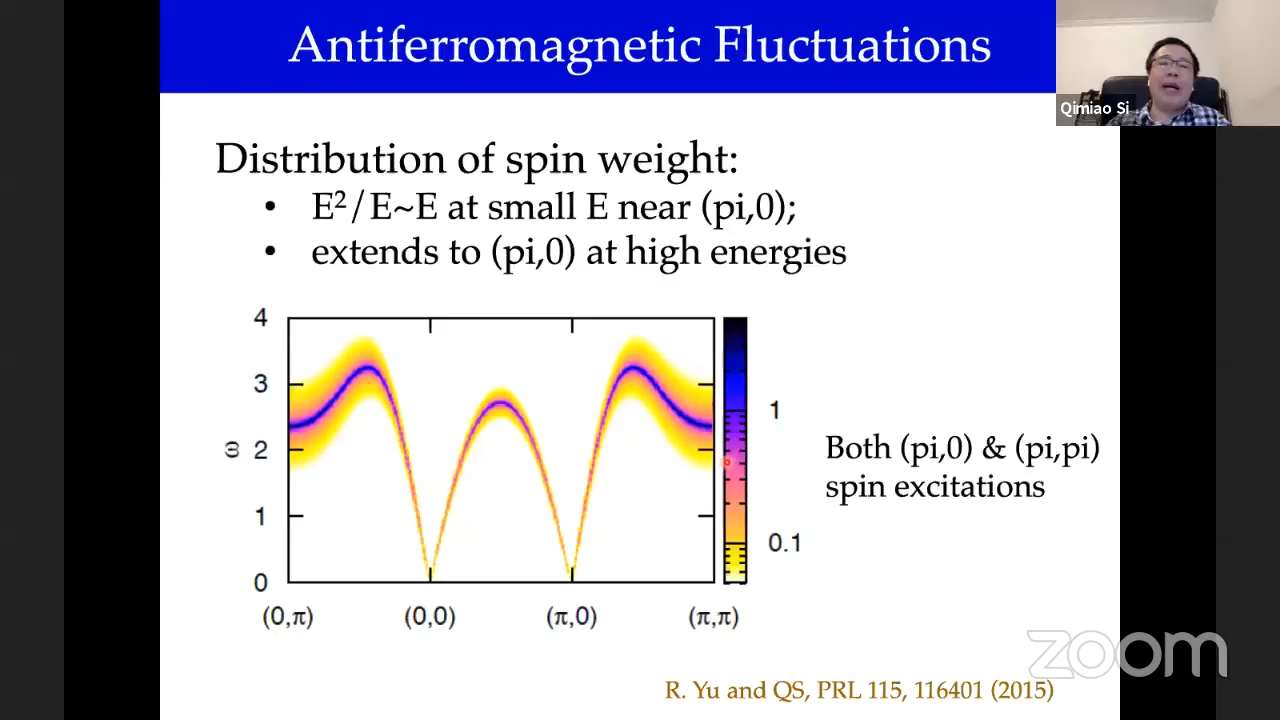 Antiferromagnetic Fluctuations
Qimiao Si
Distribution of spin weight:
• E²/E~E at small E near (pi,0);
• extends to (pi,0) at high energies
4
3
2
1
0
ω
(0,π) (0,0) (π,0) (π,π)
1
0.1
Both (pi,0) & (pi,pi)
spin excitations
zoom
R. Yu and QS, PRL 115, 116401 (2015)